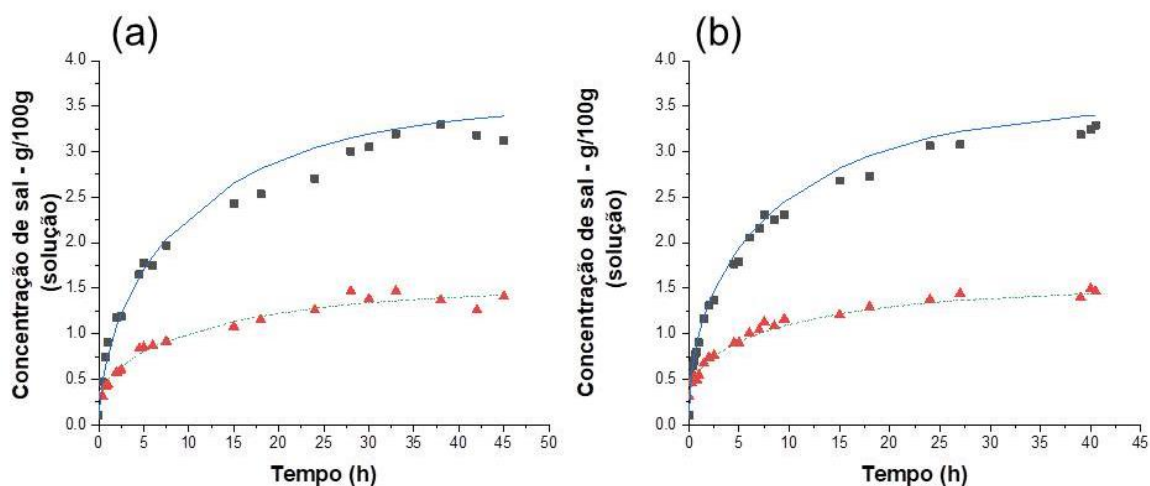 (a)
Concentração de sal - g/100g
(solução)
4.0
3.5
3.0
2.5
2.0
1.5
1.0
0.5
0.0
0 5 10 15 20 25 30 35 40 45 50
Tempo (h)
(b)
Concentração de sal - g/100g
(solução)
4.0
3.5
3.0
2.5
2.0
1.5
1.0
0.5
0.0
0 5 10 15 20 25 30 35 40 45
Tempo (h)